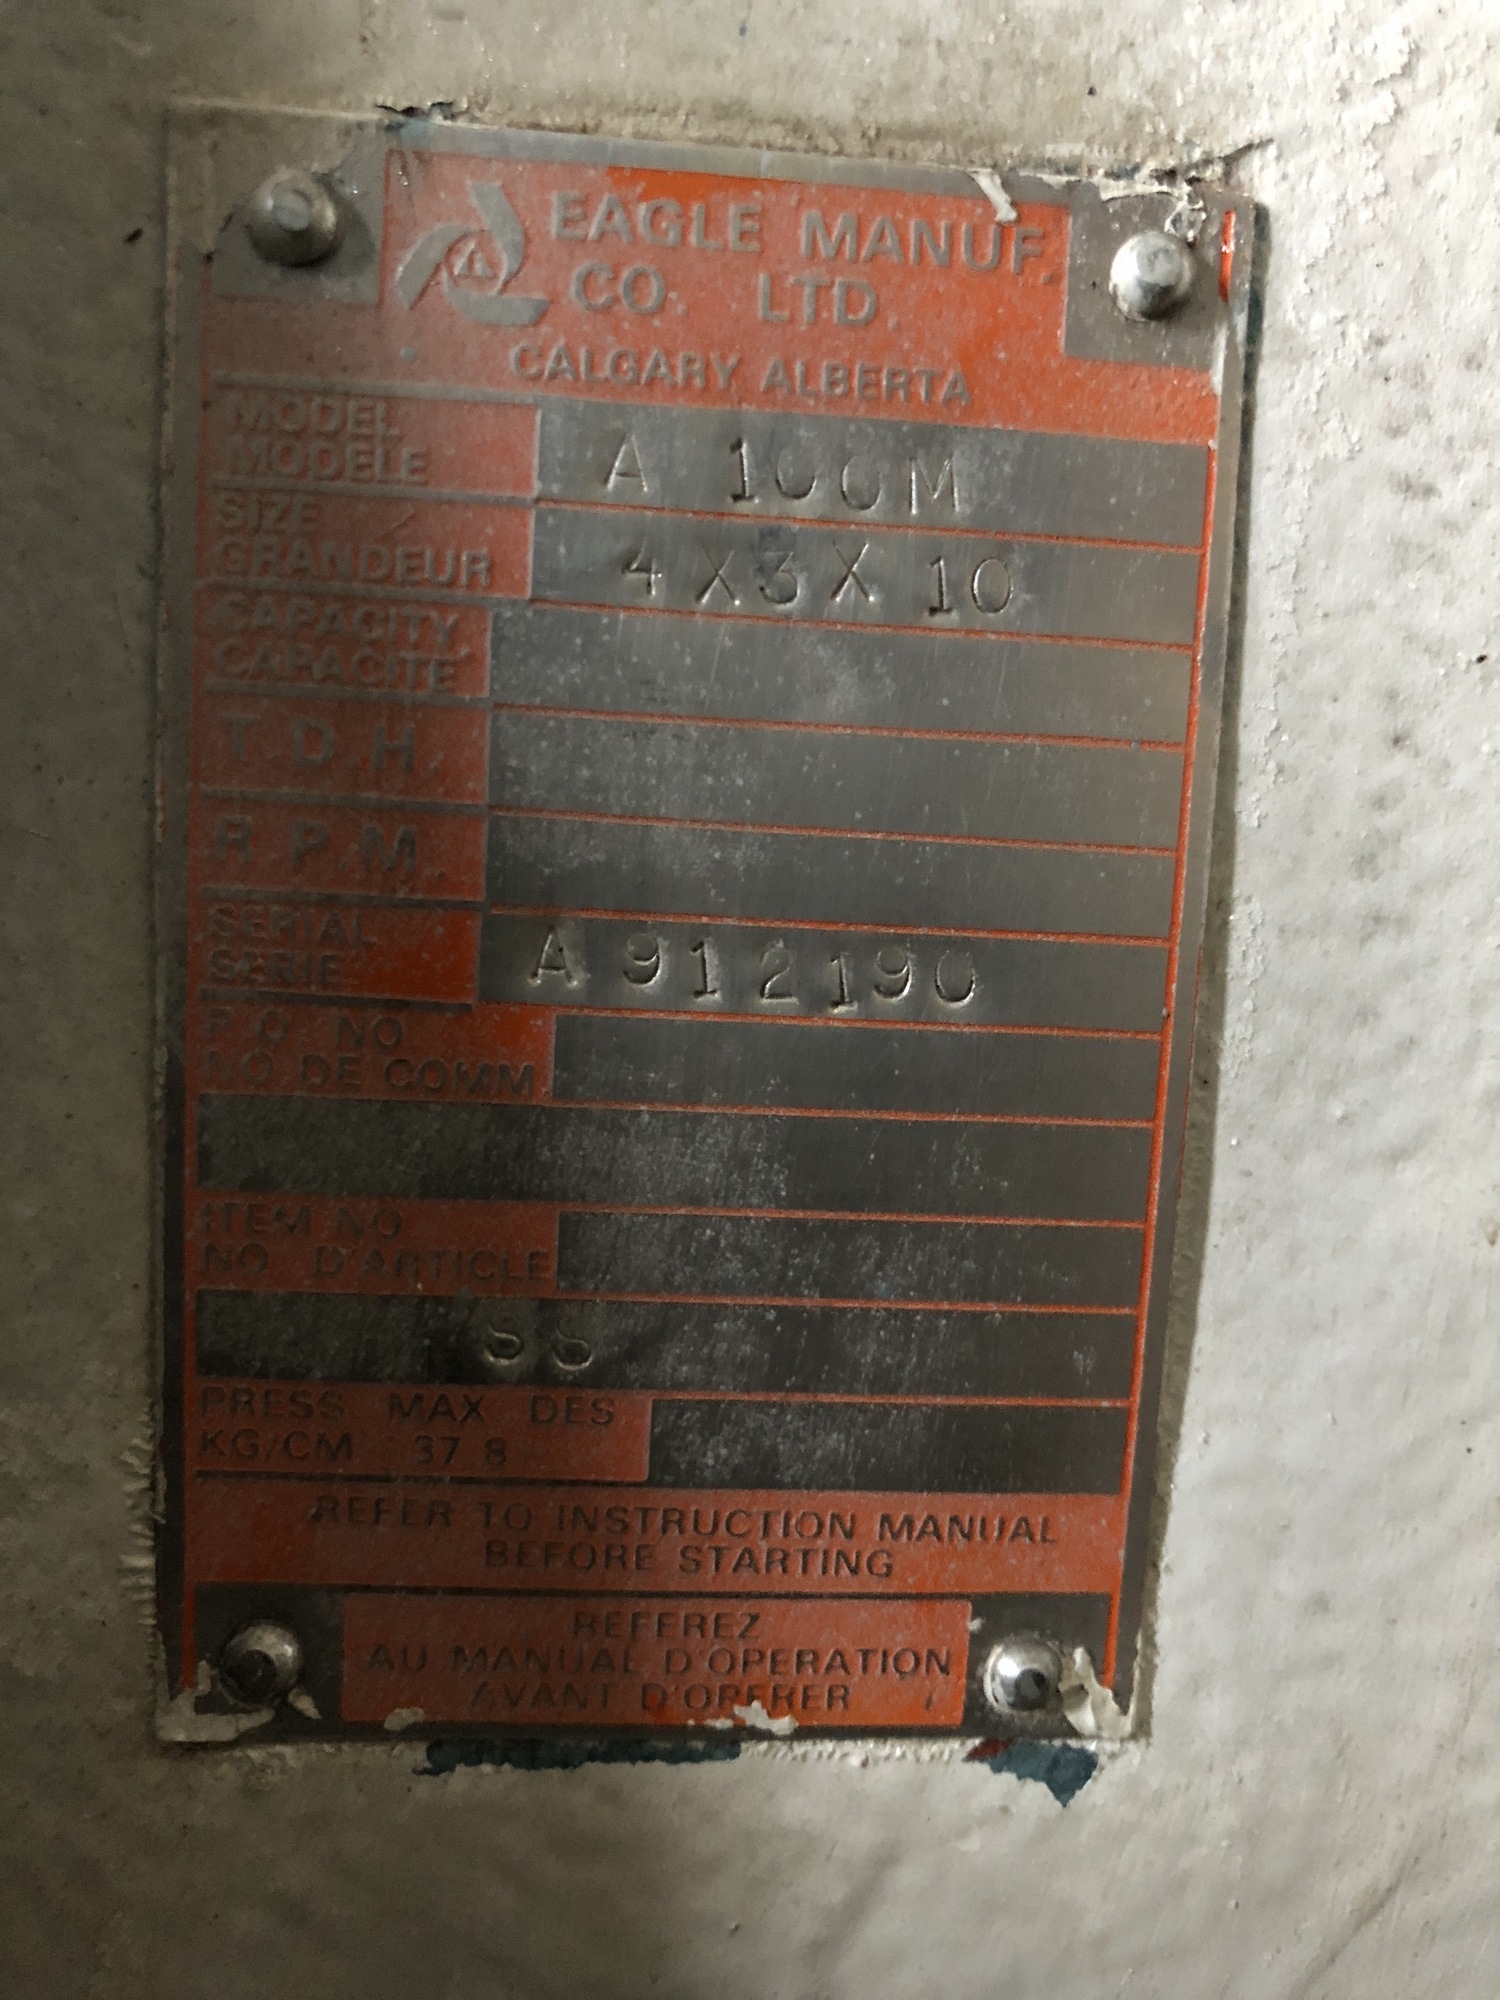 EAGLE MANUF.
CO. LTD.
CALGARY ALBERTA
MODEL
MODELE
A 100M
SIZE
GRANDEUR
4 X 3 X 10
CAPACITY
CAPACITE
T. D. H.
R. P. M.
SERIAL
SERIE
A 912190
P. O. NO
NO DE COMM
ITEM NO
NO D'ARTICLE
SS
PRESS MAX DES
KG/CM 37 8
REFER TO INSTRUCTION MANUAL
BEFORE STARTING
REFEREZ
AU MANUAL D'OPERATION
AVANT D'OPERER